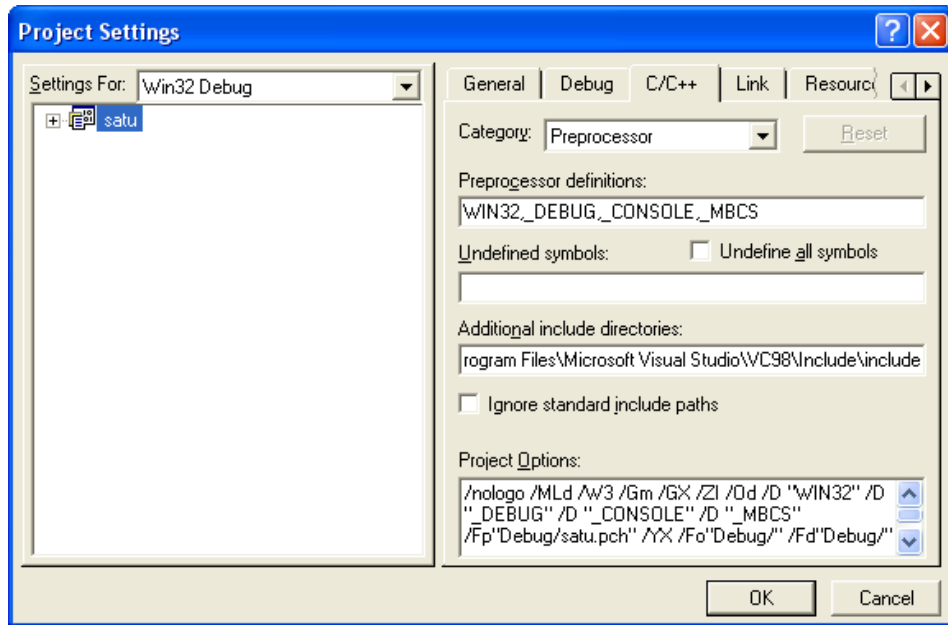 Project Settings
Settings For: Win32 Debug
satu
General Debug C/C++ Link Resourc
Category: Preprocessor Reset
Preprocessor definitions:
WIN32,_DEBUG,_CONSOLE,_MBCS
Undefined symbols: Undefine all symbols
Additional include directories:
rogram Files\Microsoft Visual Studio\VC98\Include\include
Ignore standard include paths
Project Options:
/nologo /MLd /W3 /Gm /GX /ZI /Od /D "WIN32" /D
"_DEBUG" /D "_CONSOLE" /D "_MBCS"
/Fp"Debug/satu.pch" /YX /Fo"Debug/" /Fd"Debug/"
OK Cancel